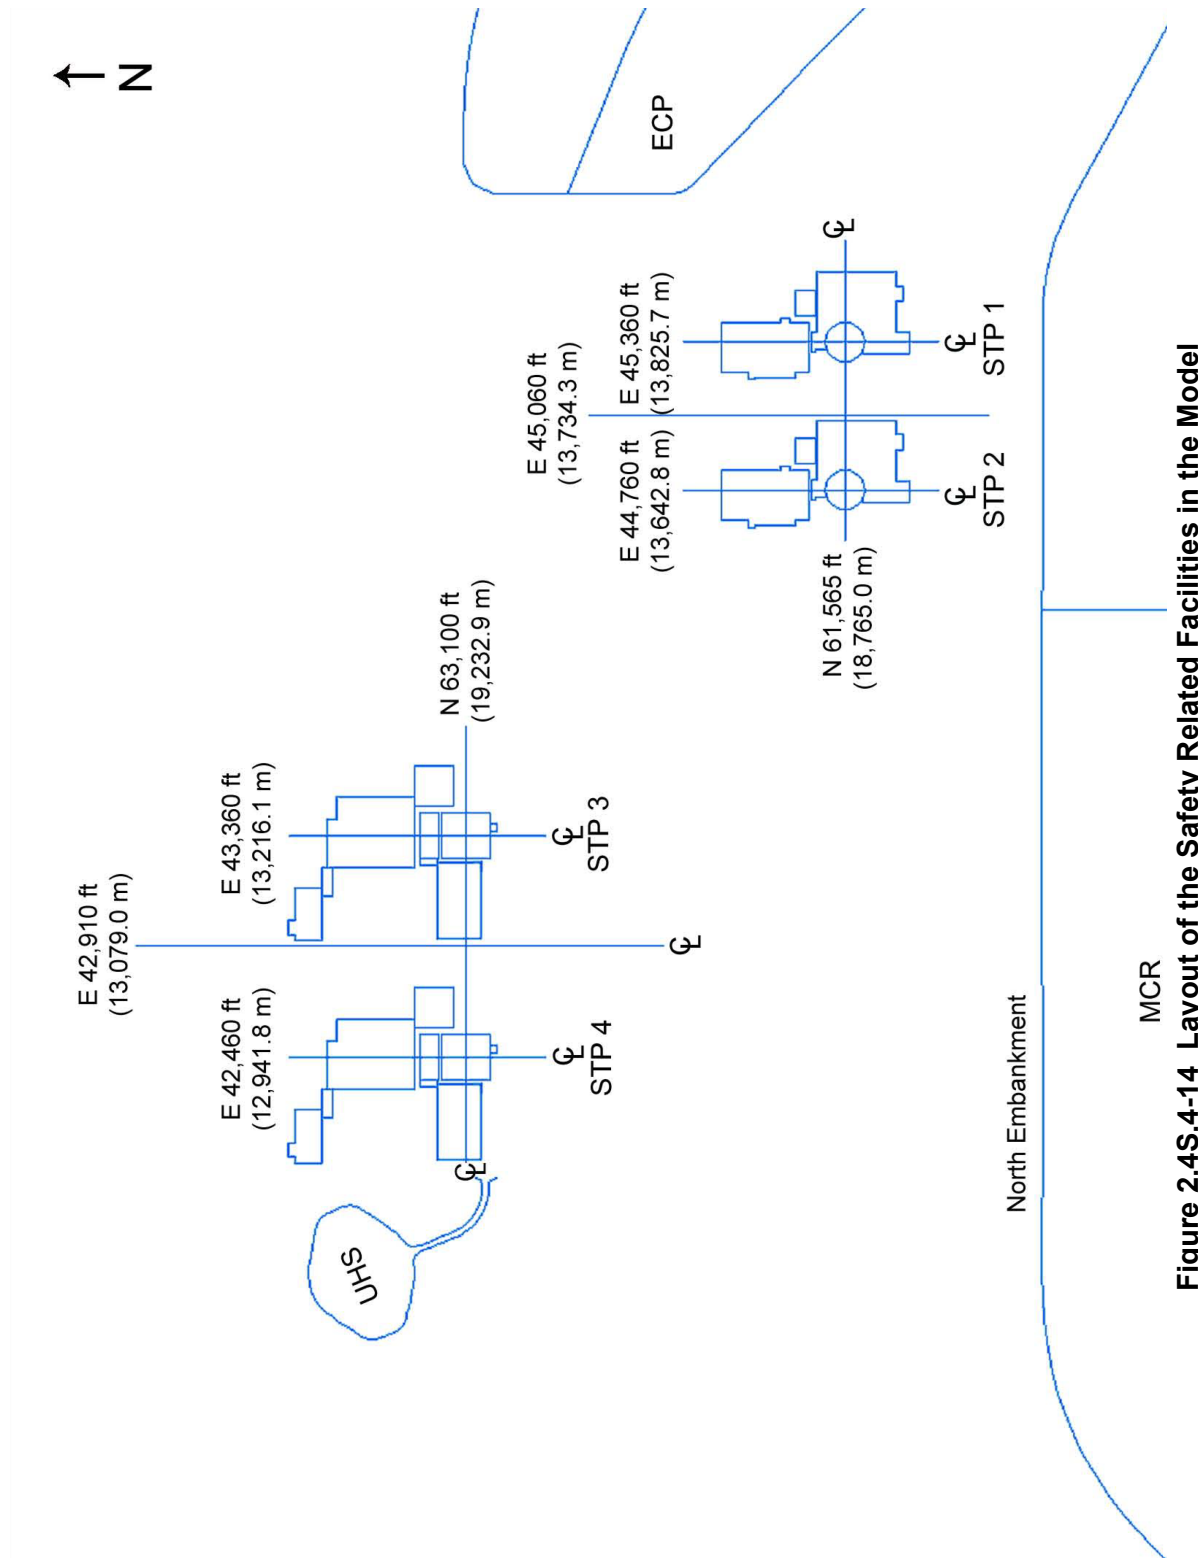 N
E 42,910 ft
(13,079.0 m)
E 42,460 ft
(12,941.8 m)
E 43,360 ft
(13,216.1 m)
UHS
N 63,100 ft
(19,232.9 m)
℄
℄
STP 4
℄
STP 3
℄
E 45,060 ft
(13,734.3 m)
E 44,760 ft
(13,642.8 m)
E 45,360 ft
(13,825.7 m)
ECP
N 61,565 ft
(18,765.0 m)
℄
℄
STP 2
℄
STP 1
North Embankment
MCR
Figure 2.4S.4-14 Layout of the Safety Related Facilities in the Model